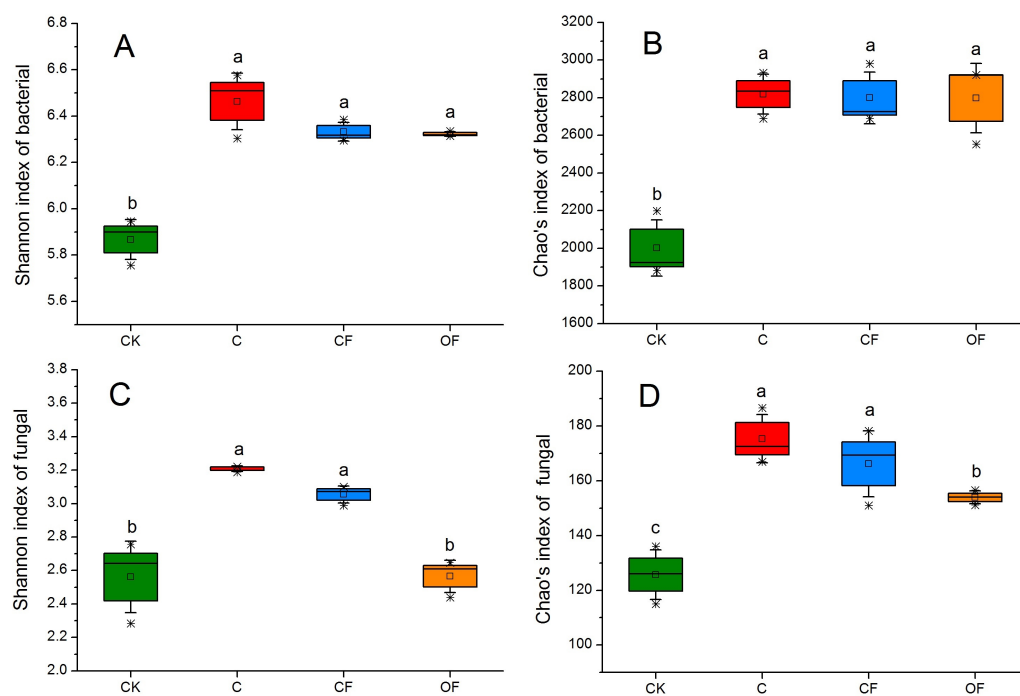 A
Shannon index of bacterial
6.8
6.6
6.4
6.2
6.0
5.8
5.6
b
a
a
a
CK
C
CF
OF
B
Chao's index of bacterial
3200
3000
2800
2600
2400
2200
2000
1800
1600
b
a
a
a
CK
C
CF
OF
C
Shannon index of fungal
3.8
3.6
3.4
3.2
3.0
2.8
2.6
2.4
2.2
2.0
b
a
a
b
CK
C
CF
OF
D
Chao's index of fungal
200
180
160
140
120
100
c
a
a
b
CK
C
CF
OF